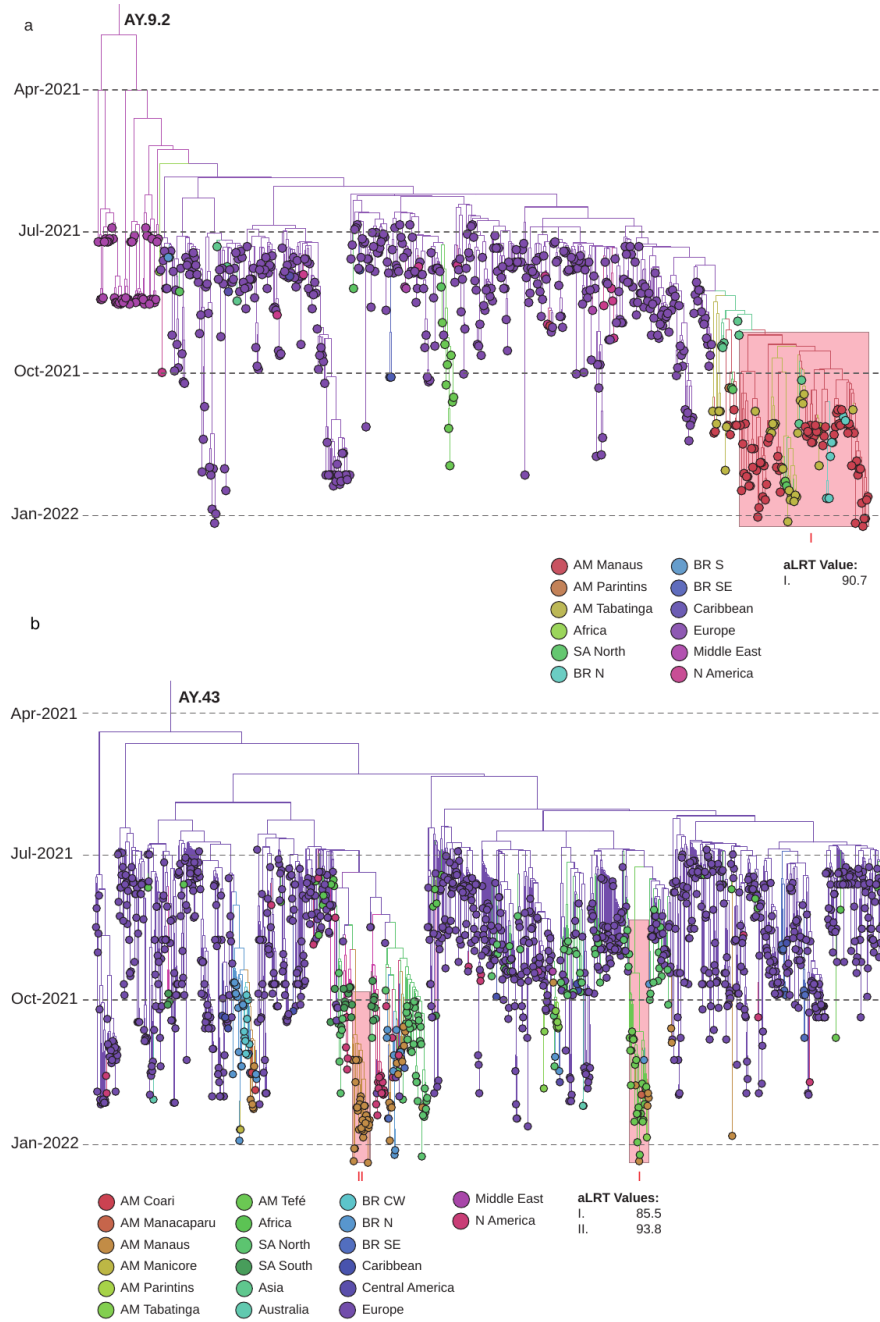 a
AY.9.2
Apr-2021
Jul-2021
Oct-2021
Jan-2022
I
AM Manaus
AM Parintins
AM Tabatinga
Africa
SA North
BR N
BR S
BR SE
Caribbean
Europe
Middle East
N America
aLRT Value:
I. 90.7
b
AY.43
Apr-2021
Jul-2021
Oct-2021
Jan-2022
II
I
AM Coari
AM Manacaparu
AM Manaus
AM Manicore
AM Parintins
AM Tabatinga
AM Tefé
Africa
SA North
SA South
Asia
Australia
BR CW
BR N
BR SE
Caribbean
Central America
Europe
Middle East
N America
aLRT Values:
I. 85.5
II. 93.8